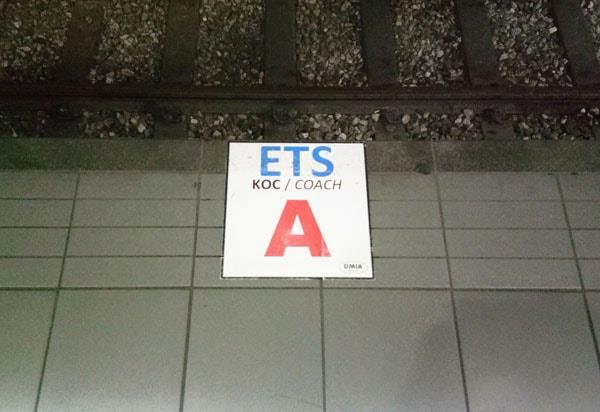 ETS
KOC / COACH
A
DMIA